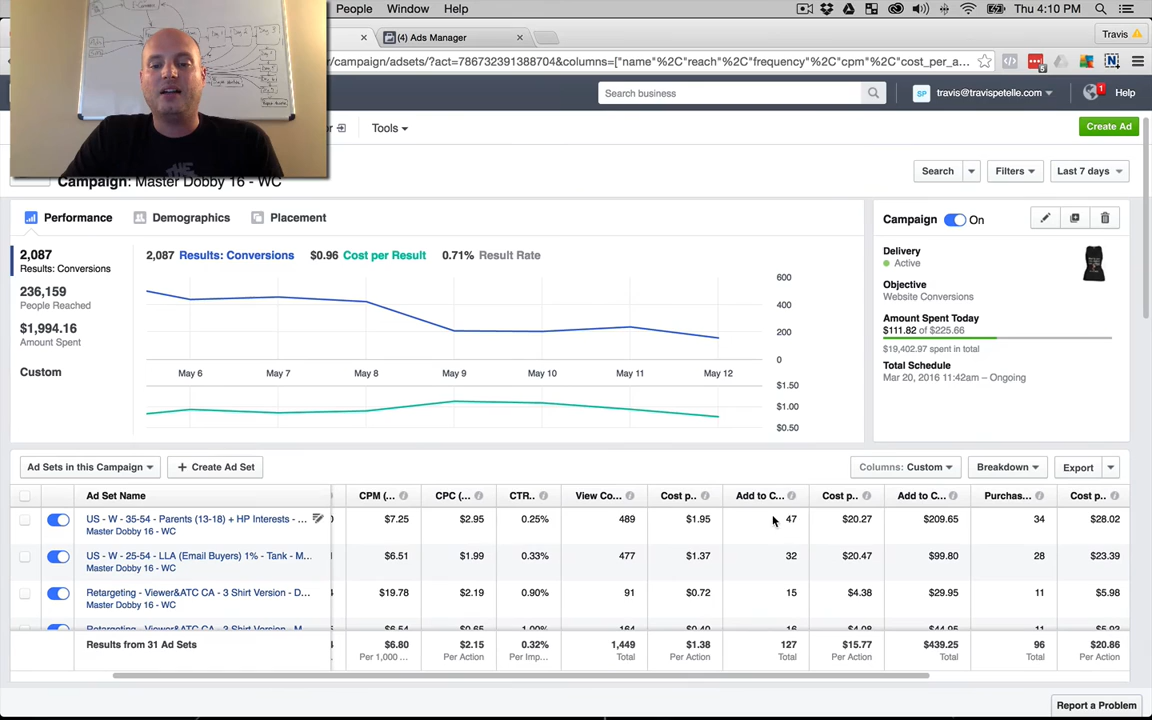 People Window Help
Thu 4:10 PM
(4) Ads Manager
Travis
/campaign/adsets/?act=786732391388704&columns=["name"%2C"reach"%2C"frequency"%2C"cpm"%2C"cost_per_a...
Search business
SP travis@travispetelle.com
1 Help
Tools
Create Ad
Campaign: Master Dobby 16 - WC
Search Filters Last 7 days
Performance Demographics Placement
Campaign On
2,087
Results: Conversions
236,159
People Reached
$1,994.16
Amount Spent
Custom
2,087 Results: Conversions $0.96 Cost per Result 0.71% Result Rate
600
400
200
0
May 6 May 7 May 8 May 9 May 10 May 11 May 12
$1.50
$1.00
$0.50
Delivery
Active
Objective
Website Conversions
Amount Spent Today
$111.82 of $225.66
$19,402.97 spent in total
Total Schedule
Mar 20, 2016 11:42am – Ongoing
Ad Sets in this Campaign + Create Ad Set Columns: Custom Breakdown Export
Ad Set Name CPM (... CPC (... CTR.. View Co... Cost p.. Add to C... Cost p.. Add to C... Purchas... Cost p..
US - W - 35-54 - Parents (13-18) + HP Interests - ... $7.25 $2.95 0.25% 489 $1.95 47 $20.27 $209.65 34 $28.02
Master Dobby 16 - WC
US - W - 25-54 - LLA (Email Buyers) 1% - Tank - M... $6.51 $1.99 0.33% 477 $1.37 32 $20.47 $99.80 28 $23.39
Master Dobby 16 - WC
Retargeting - Viewer&ATC CA - 3 Shirt Version - D... $19.78 $2.19 0.90% 91 $0.72 15 $4.38 $29.95 11 $5.98
Master Dobby 16 - WC
Retargeting - Viewer&ATC CA - 3 Shirt Version - M...
Results from 31 Ad Sets $6.80 $2.15 0.32% 1,449 $1.38 127 $15.77 $439.25 96 $20.86
Per 1,000 ... Per Action Per Imp... Total Per Action Total Per Action Total Total Per Action
Report a Problem